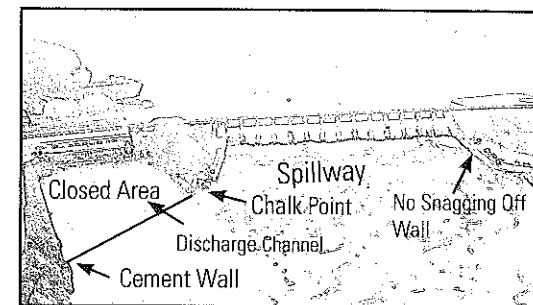 Spillway
Closed Area
Chalk Point
No Snagging Off
Wall
Discharge Channel
Cement Wall